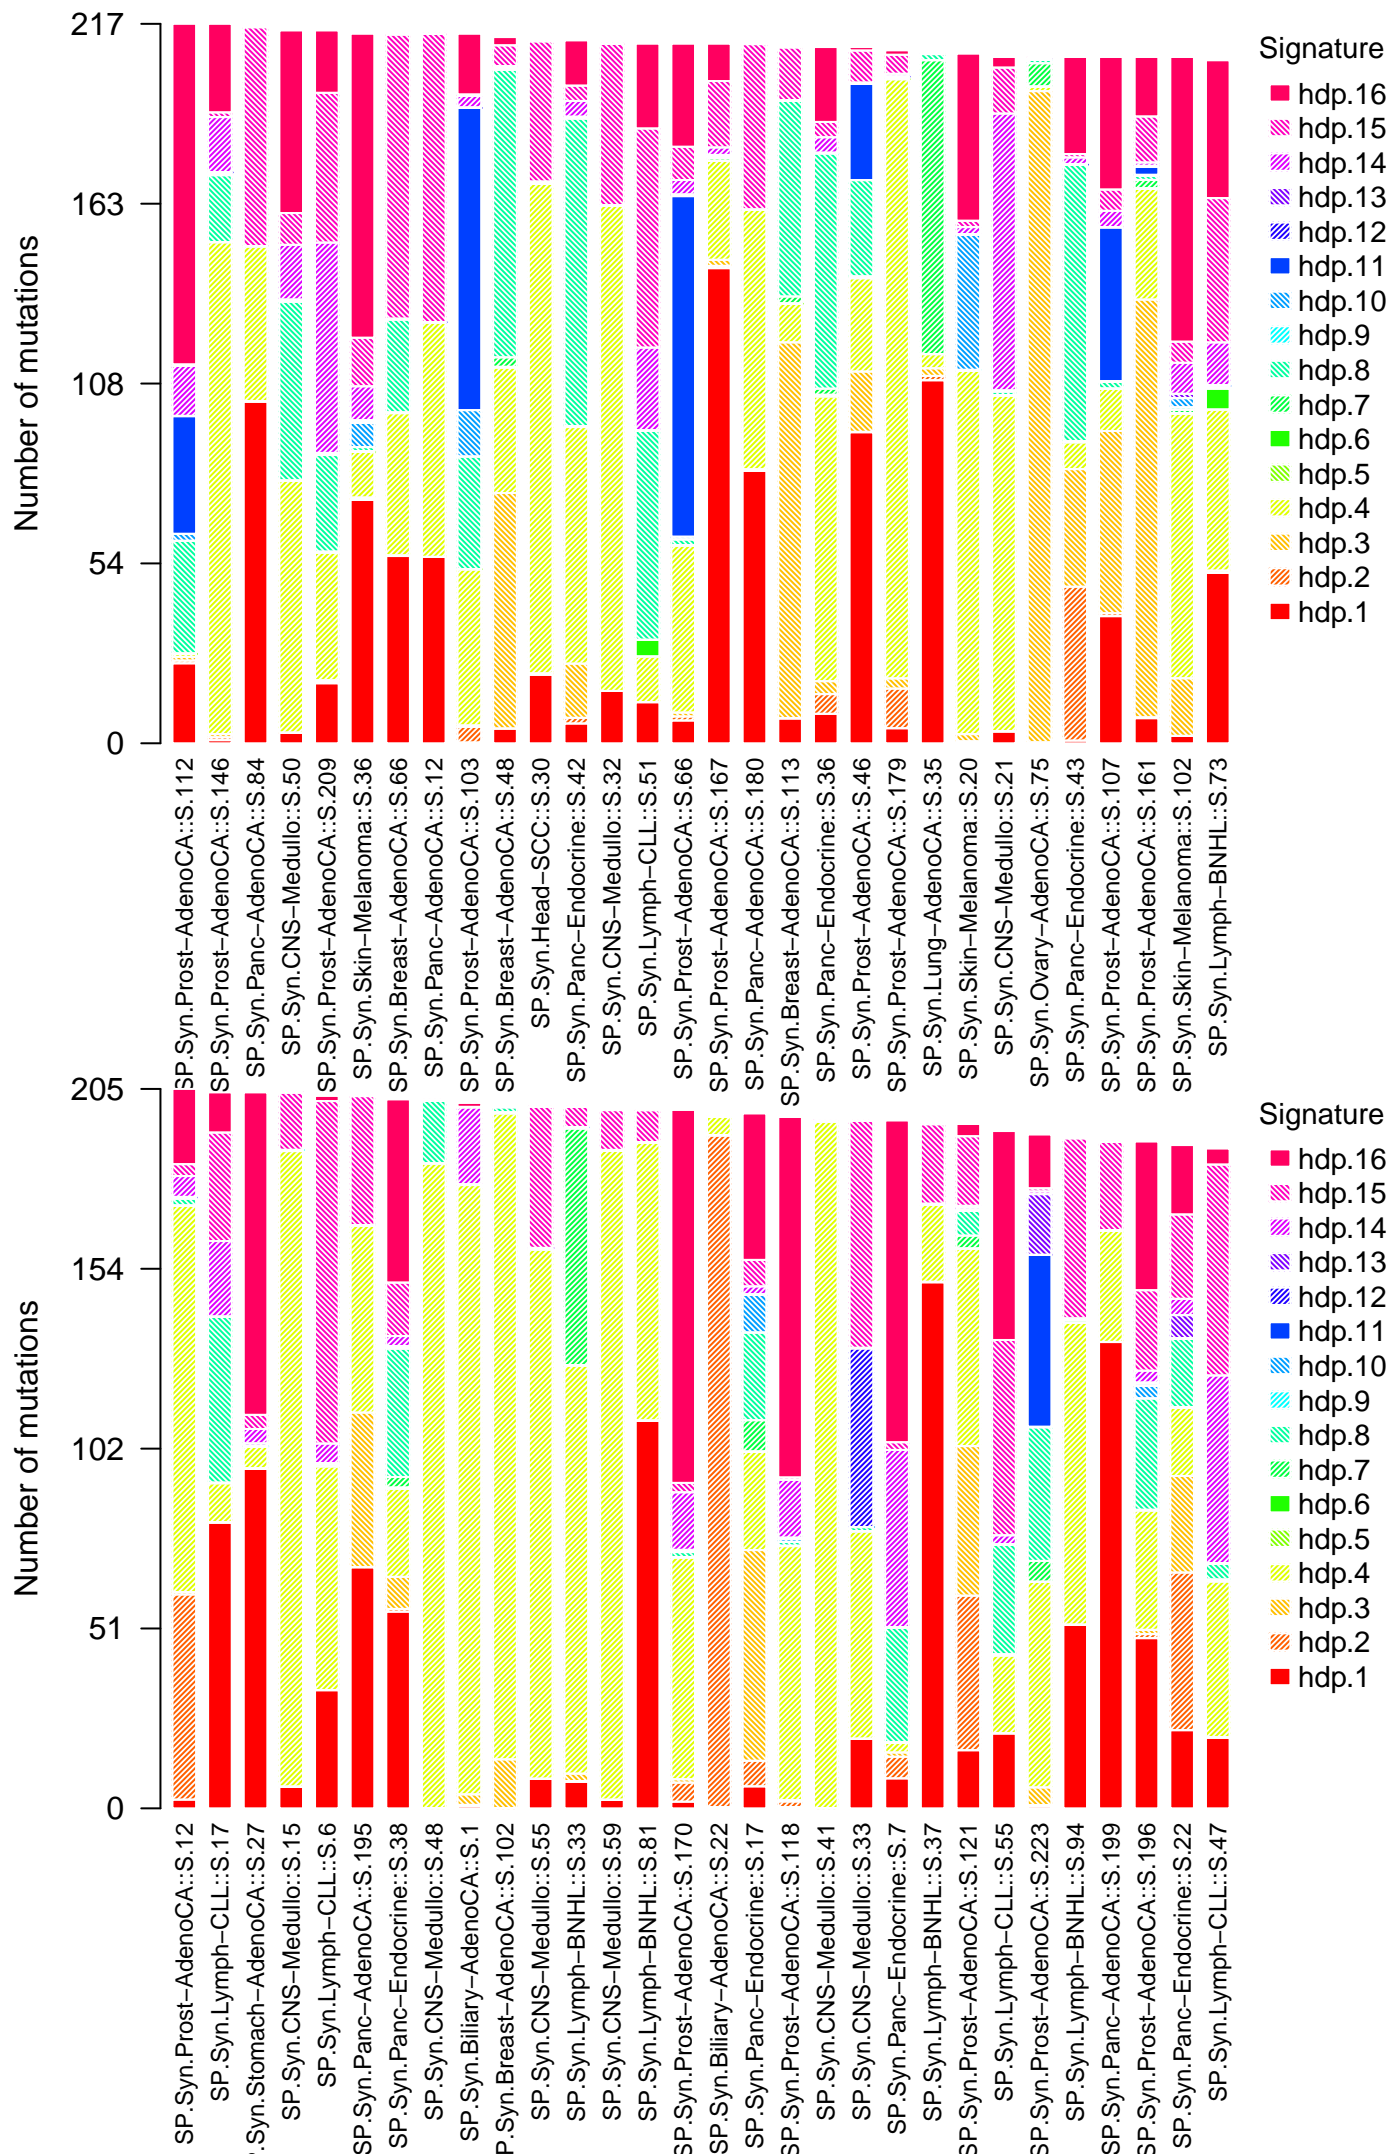 Number of mutations
217
163
108
54
0
Signature
hdp.16
hdp.15
hdp.14
hdp.13
hdp.12
hdp.11
hdp.10
hdp.9
hdp.8
hdp.7
hdp.6
hdp.5
hdp.4
hdp.3
hdp.2
hdp.1
SP.Syn.Prost−AdenoCA::S.112
SP.Syn.Prost−AdenoCA::S.146
SP.Syn.Panc−AdenoCA::S.84
SP.Syn.CNS−Medullo::S.50
SP.Syn.Prost−AdenoCA::S.209
SP.Syn.Skin−Melanoma::S.36
SP.Syn.Breast−AdenoCA::S.66
SP.Syn.Panc−AdenoCA::S.12
SP.Syn.Prost−AdenoCA::S.103
SP.Syn.Breast−AdenoCA::S.48
SP.Syn.Head−SCC::S.30
SP.Syn.Panc−Endocrine::S.42
SP.Syn.CNS−Medullo::S.32
SP.Syn.Lymph−CLL::S.51
SP.Syn.Prost−AdenoCA::S.66
SP.Syn.Prost−AdenoCA::S.167
SP.Syn.Panc−AdenoCA::S.180
SP.Syn.Breast−AdenoCA::S.113
SP.Syn.Panc−Endocrine::S.36
SP.Syn.Prost−AdenoCA::S.46
SP.Syn.Prost−AdenoCA::S.179
SP.Syn.Lung−AdenoCA::S.35
SP.Syn.Skin−Melanoma::S.20
SP.Syn.CNS−Medullo::S.21
SP.Syn.Ovary−AdenoCA::S.75
SP.Syn.Panc−Endocrine::S.43
SP.Syn.Prost−AdenoCA::S.107
SP.Syn.Prost−AdenoCA::S.161
SP.Syn.Skin−Melanoma::S.102
SP.Syn.Lymph−BNHL::S.73
Number of mutations
205
154
102
51
0
Signature
hdp.16
hdp.15
hdp.14
hdp.13
hdp.12
hdp.11
hdp.10
hdp.9
hdp.8
hdp.7
hdp.6
hdp.5
hdp.4
hdp.3
hdp.2
hdp.1
SP.Syn.Prost−AdenoCA::S.12
SP.Syn.Lymph−CLL::S.17
.Syn.Stomach−AdenoCA::S.27
SP.Syn.CNS−Medullo::S.15
SP.Syn.Lymph−CLL::S.6
SP.Syn.Panc−AdenoCA::S.195
SP.Syn.Panc−Endocrine::S.38
SP.Syn.CNS−Medullo::S.48
SP.Syn.Biliary−AdenoCA::S.1
SP.Syn.Breast−AdenoCA::S.102
SP.Syn.CNS−Medullo::S.55
SP.Syn.Lymph−BNHL::S.33
SP.Syn.CNS−Medullo::S.59
SP.Syn.Lymph−BNHL::S.81
SP.Syn.Prost−AdenoCA::S.170
SP.Syn.Biliary−AdenoCA::S.22
SP.Syn.Panc−Endocrine::S.17
SP.Syn.Prost−AdenoCA::S.118
SP.Syn.CNS−Medullo::S.41
SP.Syn.CNS−Medullo::S.33
SP.Syn.Panc−Endocrine::S.7
SP.Syn.Lymph−BNHL::S.37
SP.Syn.Prost−AdenoCA::S.121
SP.Syn.Lymph−CLL::S.55
SP.Syn.Prost−AdenoCA::S.223
SP.Syn.Lymph−BNHL::S.94
SP.Syn.Panc−AdenoCA::S.199
SP.Syn.Prost−AdenoCA::S.196
SP.Syn.Panc−Endocrine::S.22
SP.Syn.Lymph−CLL::S.47